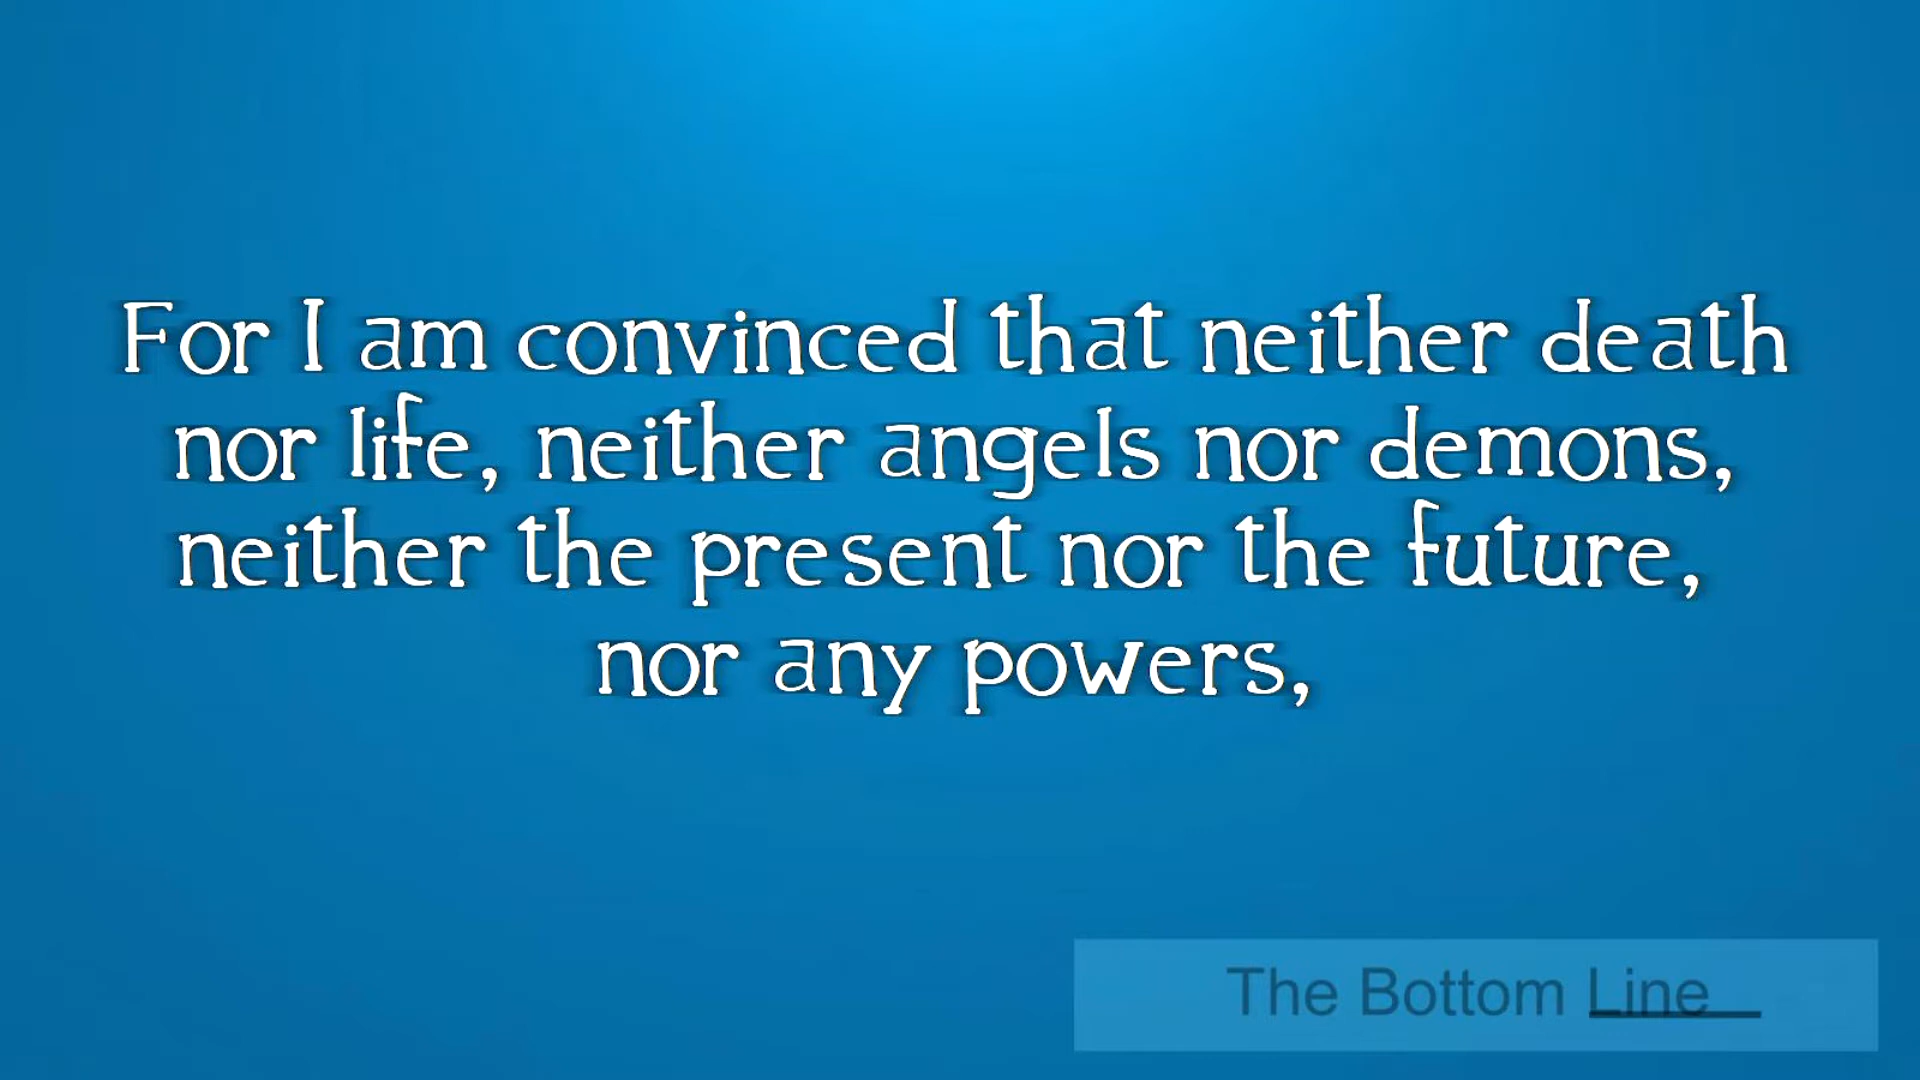 For I am convinced that neither death
nor life, neither angels nor demons,
neither the present nor the future,
nor any powers,
The Bottom Line